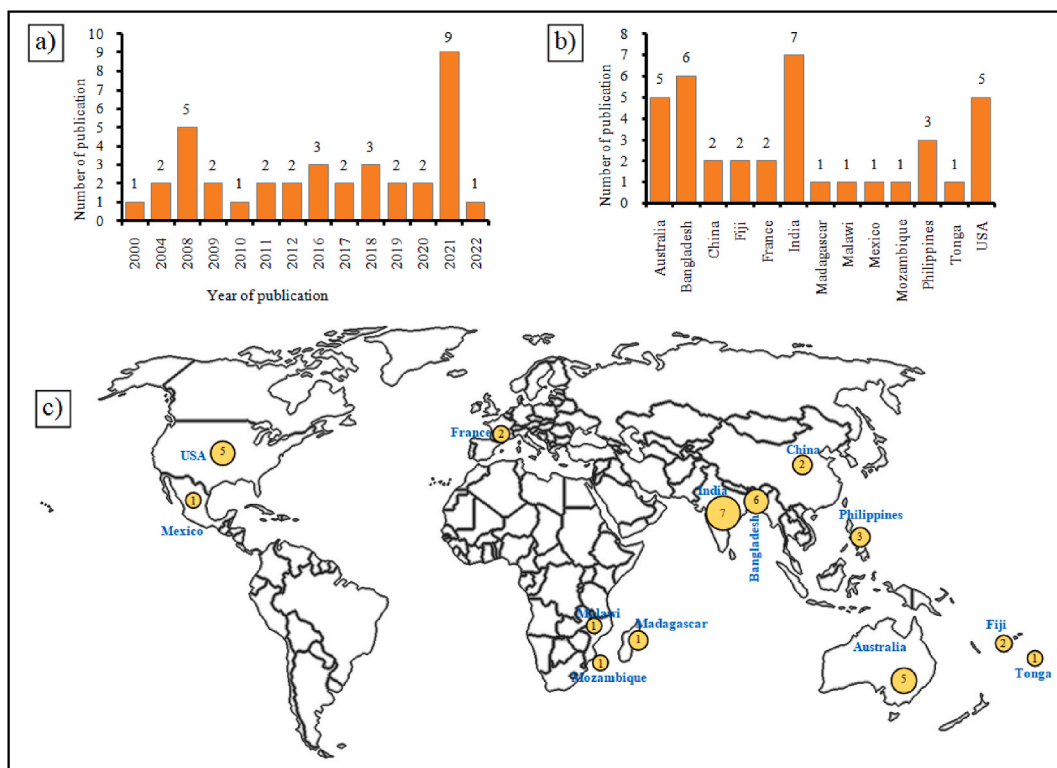 a)
Number of publication
10
9
8
7
6
5
4
3
2
1
0
1
2
5
2
1
2
2
3
2
3
2
2
9
1
2000
2004
2008
2009
2010
2011
2012
2016
2017
2018
2019
2020
2021
2022
Year of publication
b)
Number of publication
8
7
6
5
4
3
2
1
0
5
6
2
2
2
7
1
1
1
1
3
1
5
Australia
Bangladesh
China
Fiji
France
India
Madagascar
Malawi
Mexico
Mozambique
Philippines
Tonga
USA
c)
France 2
USA 5
China
2
1
Mexico
India
7
6
Bangladesh
Philippines
3
Malawi
1
Madagascar
1
1
Mozambique
Australia
5
Fiji
2
1
Tonga